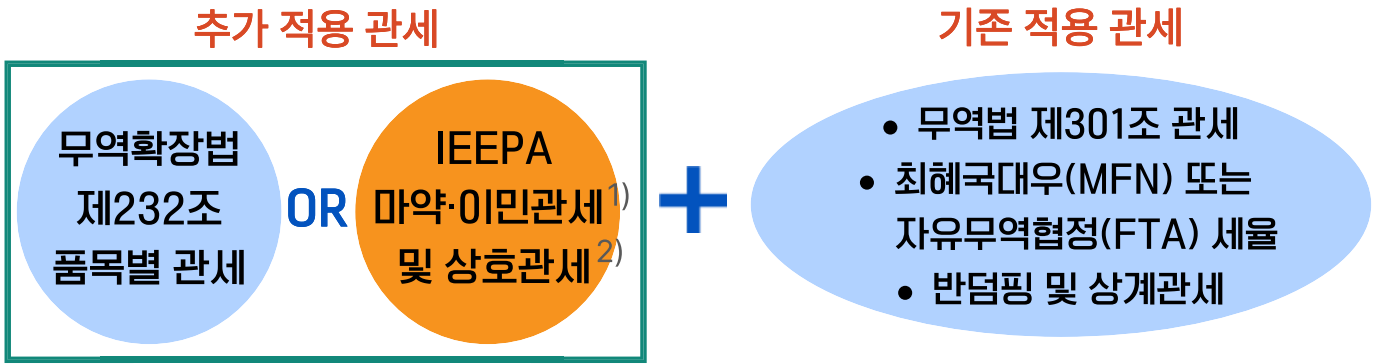 추가 적용 관세
기존 적용 관세
무역확장법
제232조
품목별 관세
OR
IEEPA
마약·이민관세1)
및 상호관세2)
+
• 무역법 제301조 관세
• 최혜국대우(MFN) 또는
자유무역협정(FTA) 세율
• 반덤핑 및 상계관세